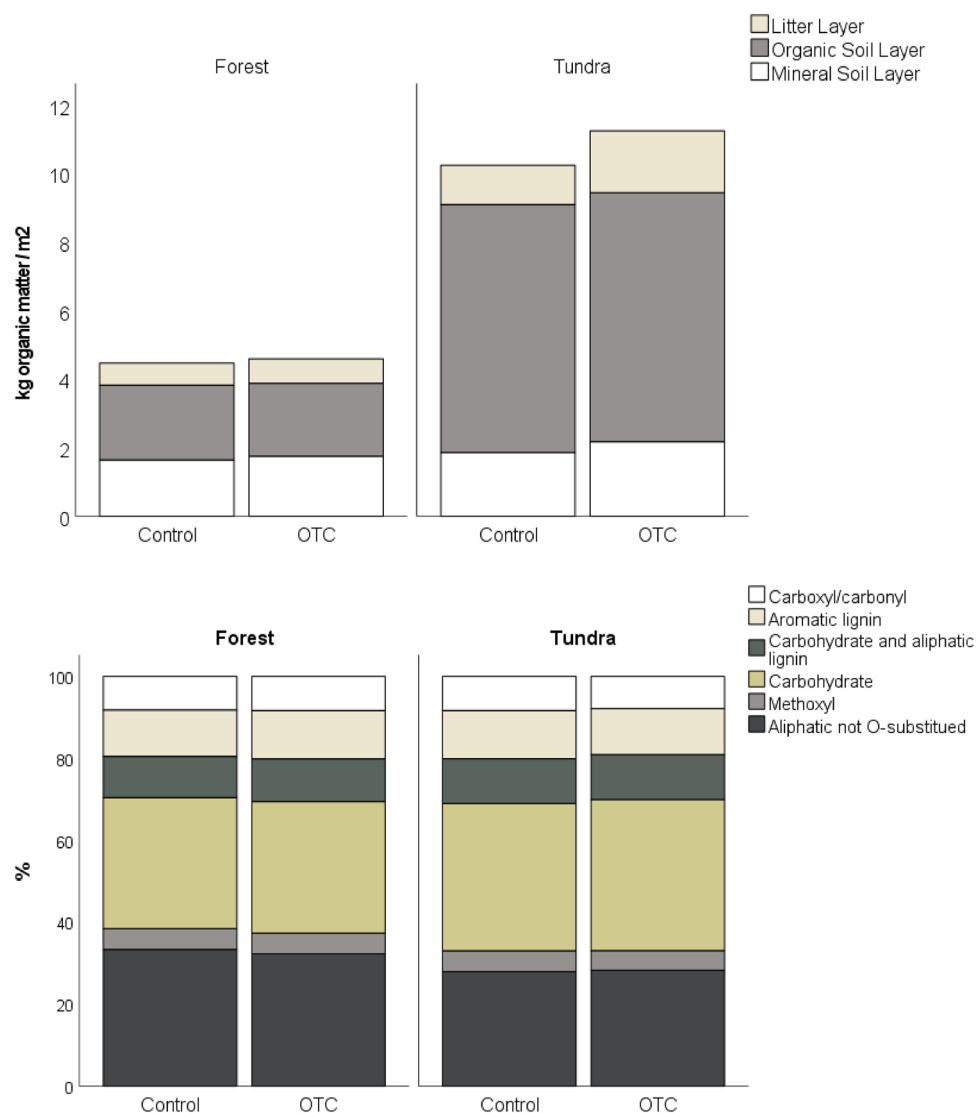 Litter Layer
Organic Soil Layer
Mineral Soil Layer
Forest
Tundra
kg organic matter / m2
12
10
8
6
4
2
0
Control
OTC
Control
OTC
Carboxyl/carbonyl
Aromatic lignin
Carbohydrate and aliphatic
lignin
Carbohydrate
Methoxyl
Aliphatic not O-substitued
Forest
Tundra
%
100
80
60
40
20
0
Control
OTC
Control
OTC